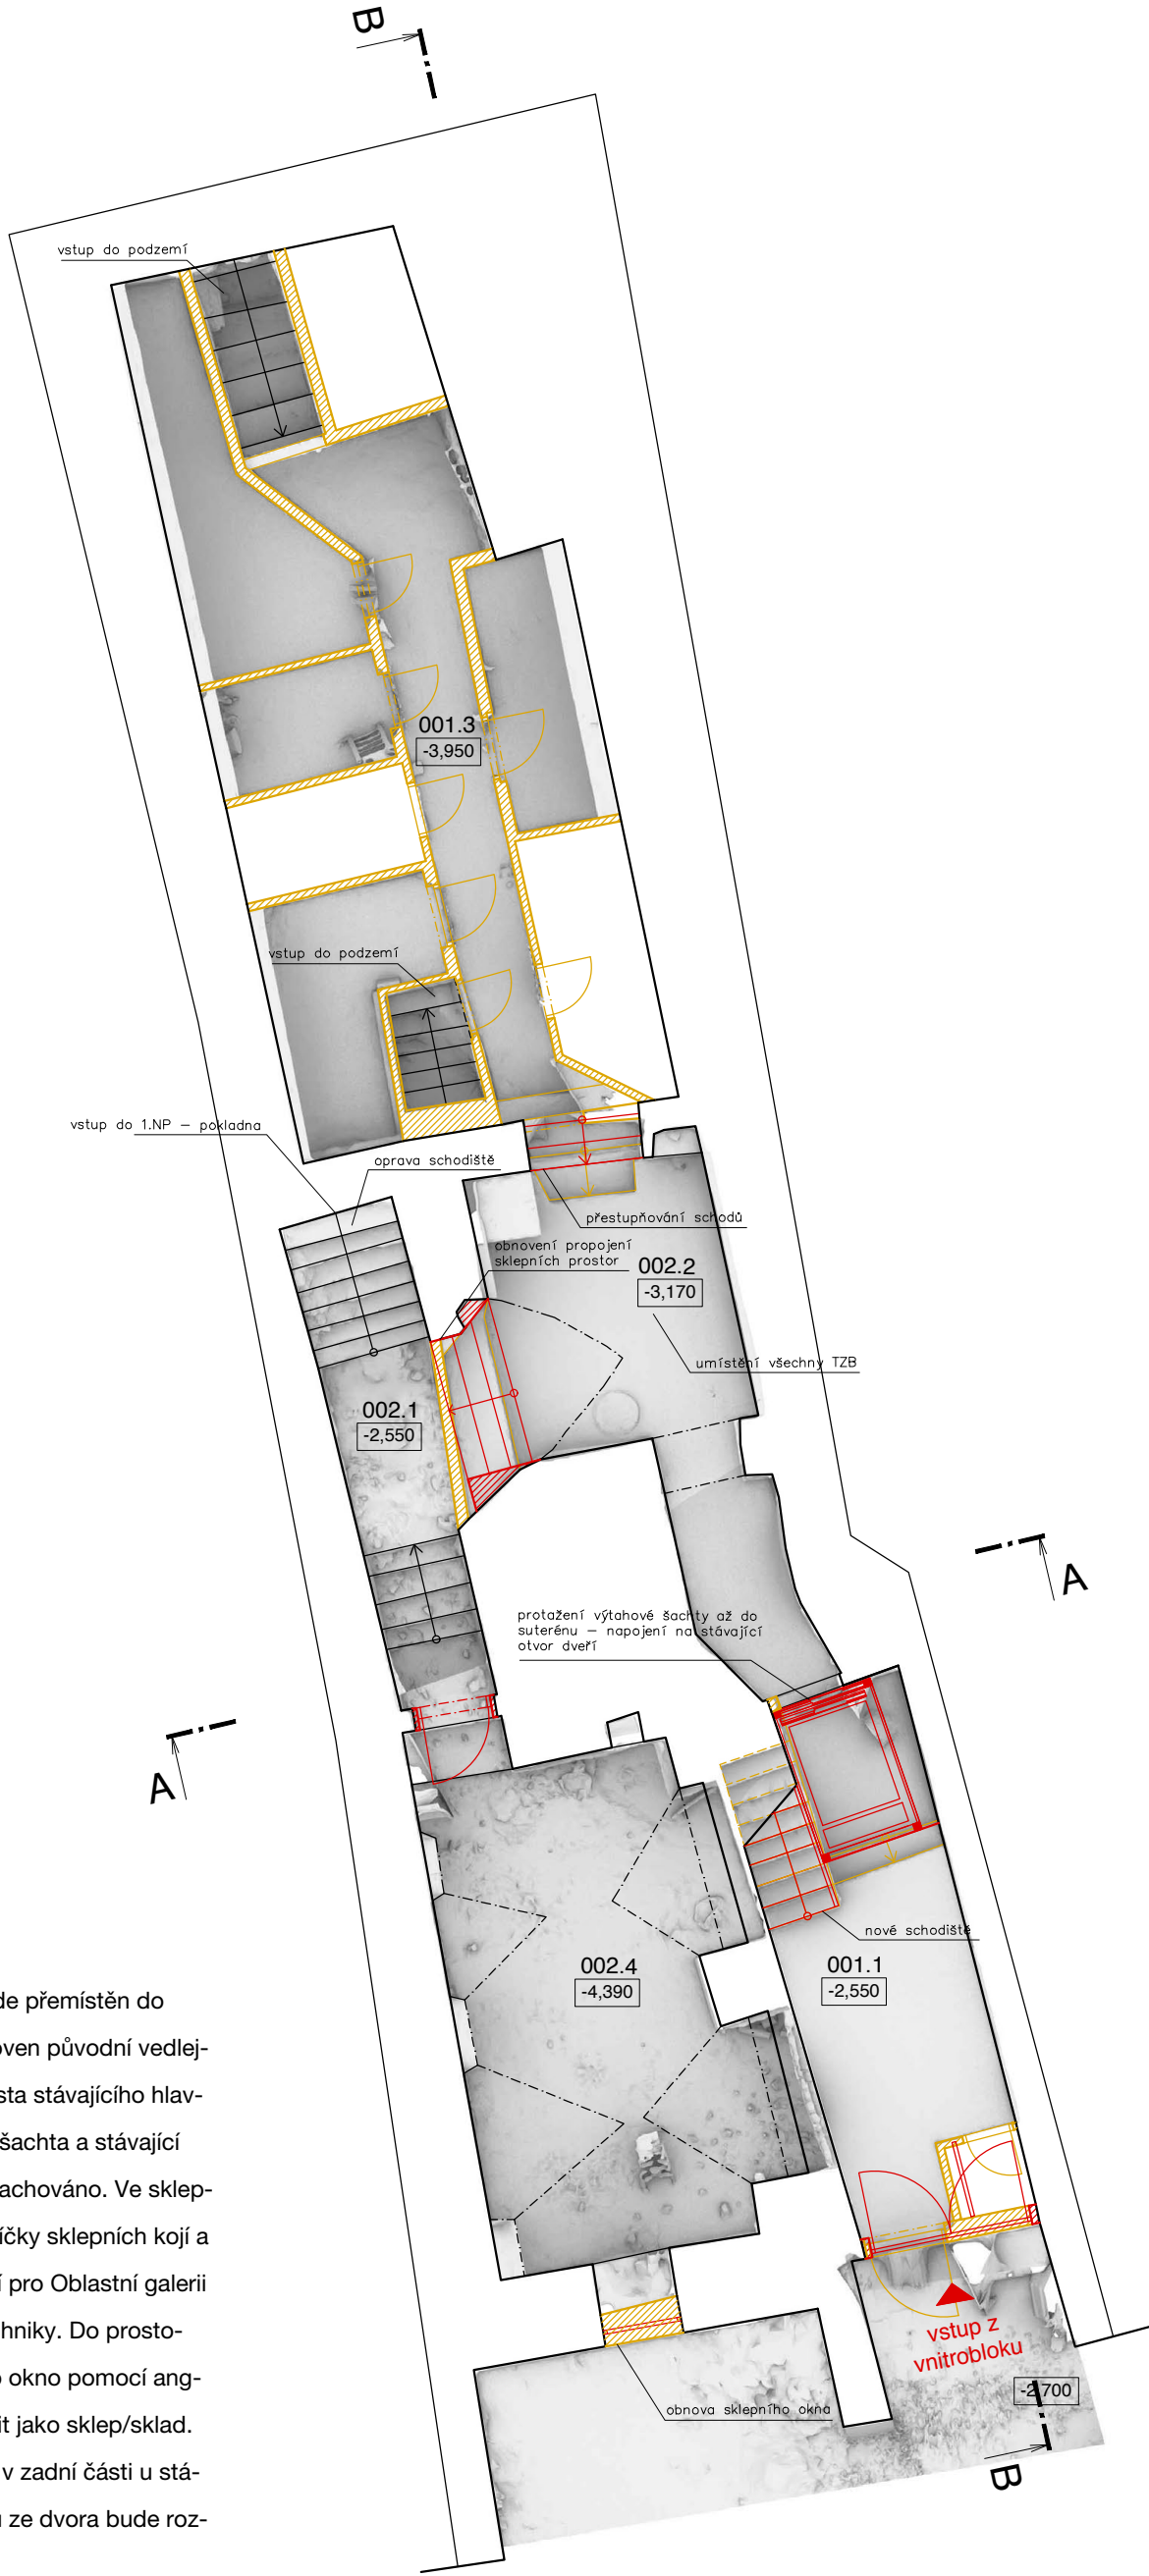 B
vstup do podzemí
001.3
-3,950
vstup do podzemí
vstup do 1.NP – pokladna
oprava schodiště
přestupňování schodů
obnovení propojení
sklepních prostor
002.2
-3,170
umístění všechny TZB
002.1
-2,550
A
protažení výtahové šachty až do
suterénu – napojení na stávající
otvor dveří
A
nové schodiště
002.4
-4,390
001.1
-2,550
de přemístěn do
oven původní vedlej-
sta stávajícího hlav-
šachta a stávající
achováno. Ve sklep-
íčky sklepních kojí a
í pro Oblastní galerii
hniky. Do prosto-
o okno pomocí ang-
it jako sklep/sklad.
v zadní části u stá-
u ze dvora bude roz-
vstup z
vnitrobloku
-2,700
obnova sklepního okna
B